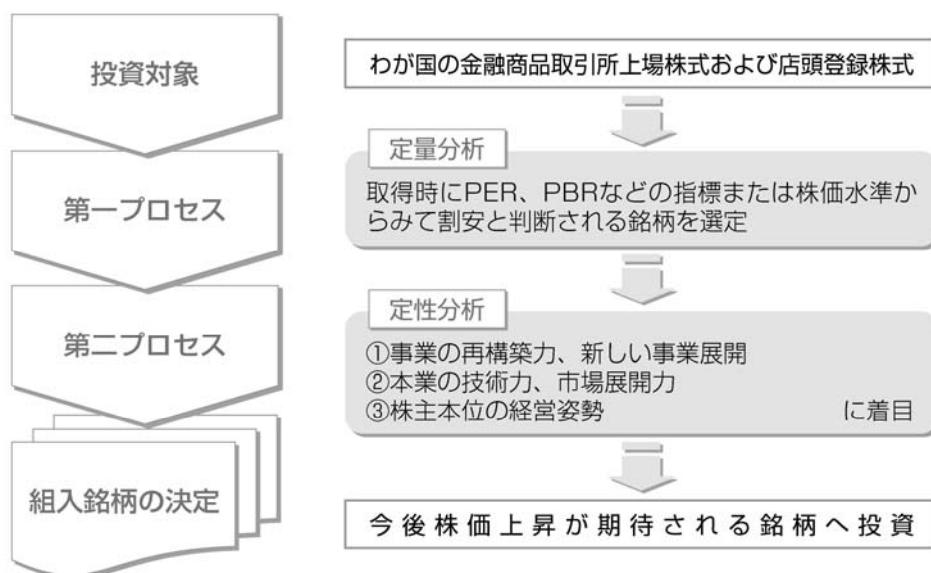 投資対象
わが国の金融商品取引所上場株式および店頭登録株式
第一プロセス
定量分析
取得時にPER、PBRなどの指標または株価水準か
らみて割安と判断される銘柄を選定
第二プロセス
定性分析
①事業の再構築力、新しい事業展開
②本業の技術力、市場展開力
③株主本位の経営姿勢 に着目
組入銘柄の決定
今後株価上昇が期待される銘柄へ投資